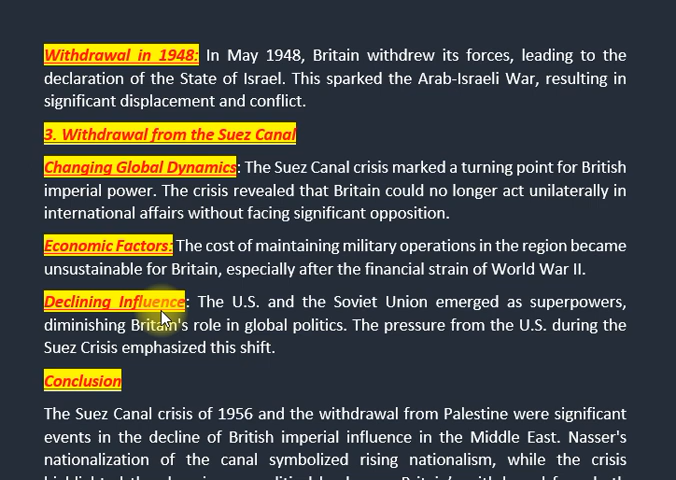 Withdrawal in 1948: In May 1948, Britain withdrew its forces, leading to the
declaration of the State of Israel. This sparked the Arab-Israeli War, resulting in
significant displacement and conflict.
3. Withdrawal from the Suez Canal
Changing Global Dynamics: The Suez Canal crisis marked a turning point for British
imperial power. The crisis revealed that Britain could no longer act unilaterally in
international affairs without facing significant opposition.
Economic Factors: The cost of maintaining military operations in the region became
unsustainable for Britain, especially after the financial strain of World War II.
Declining Influence: The U.S. and the Soviet Union emerged as superpowers,
diminishing Britain's role in global politics. The pressure from the U.S. during the
Suez Crisis emphasized this shift.
Conclusion
The Suez Canal crisis of 1956 and the withdrawal from Palestine were significant
events in the decline of British imperial influence in the Middle East. Nasser's
nationalization of the canal symbolized rising nationalism, while the crisis